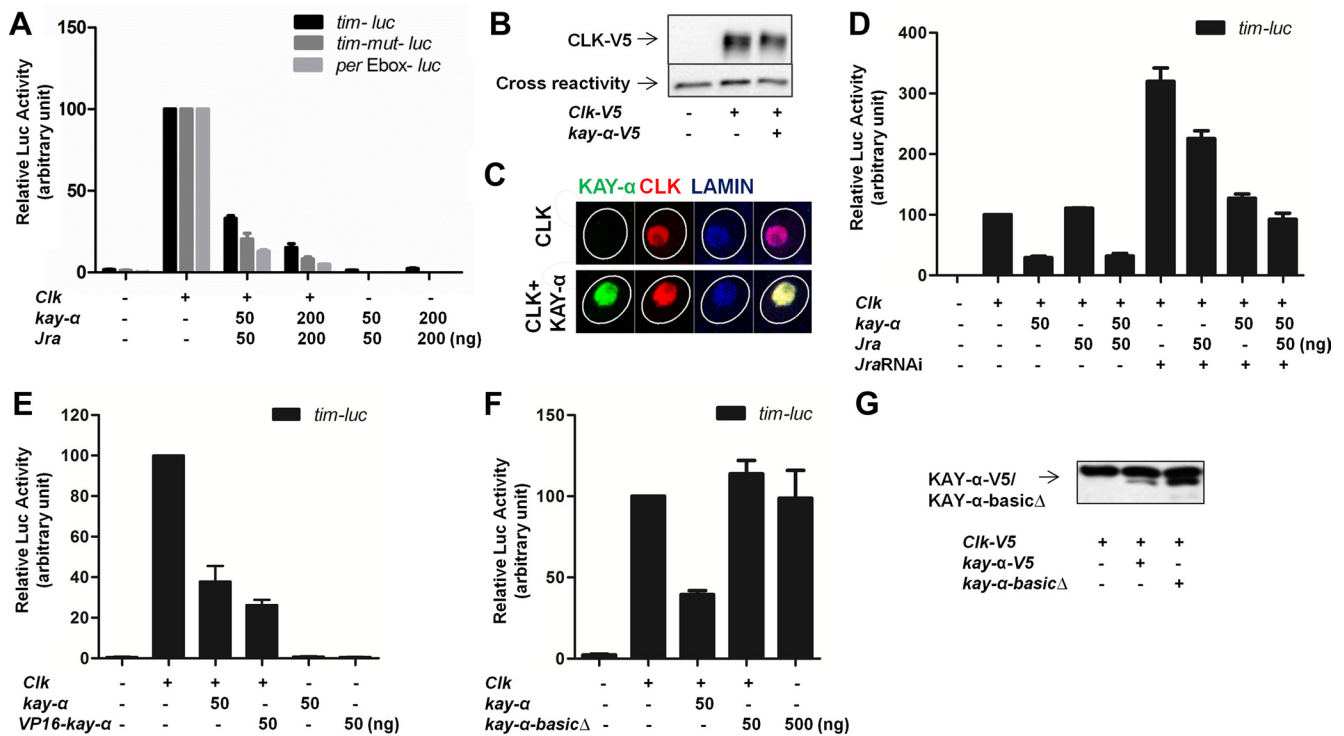 A
Relative Luc Activity
(arbitrary unit)
150
100
50
0
tim- luc
tim-mut- luc
per Ebox- luc
Clk - + + + - -
kay-α - - 50 200 50 200
Jra - - 50 200 50 200 (ng)
B
CLK-V5
Cross reactivity
Clk-V5 - + +
kay-α-V5 - - +
C
KAY-α CLK LAMIN
CLK
CLK+
KAY-α
D
Relative Luc Activity
(arbitrary unit)
400
300
200
100
0
tim-luc
Clk - + + + + + + + +
kay-α - - 50 - 50 - - 50 50
Jra - - - 50 50 - 50 - 50 (ng)
JraRNAi - - - - - + + + +
E
Relative Luc Activity
(arbitrary unit)
120
100
80
60
40
20
0
tim-luc
Clk - + + + - -
kay-α - - 50 - 50 -
VP16-kay-α - - - 50 - 50 (ng)
F
Relative Luc Activity
(arbitrary unit)
150
100
50
0
tim-luc
Clk - + + + -
kay-α - - 50 - -
kay-α-basicΔ - - - 50 500 (ng)
G
KAY-α-V5/
KAY-α-basicΔ
Clk-V5 + + +
kay-α-V5 - + -
kay-α-basicΔ - - +